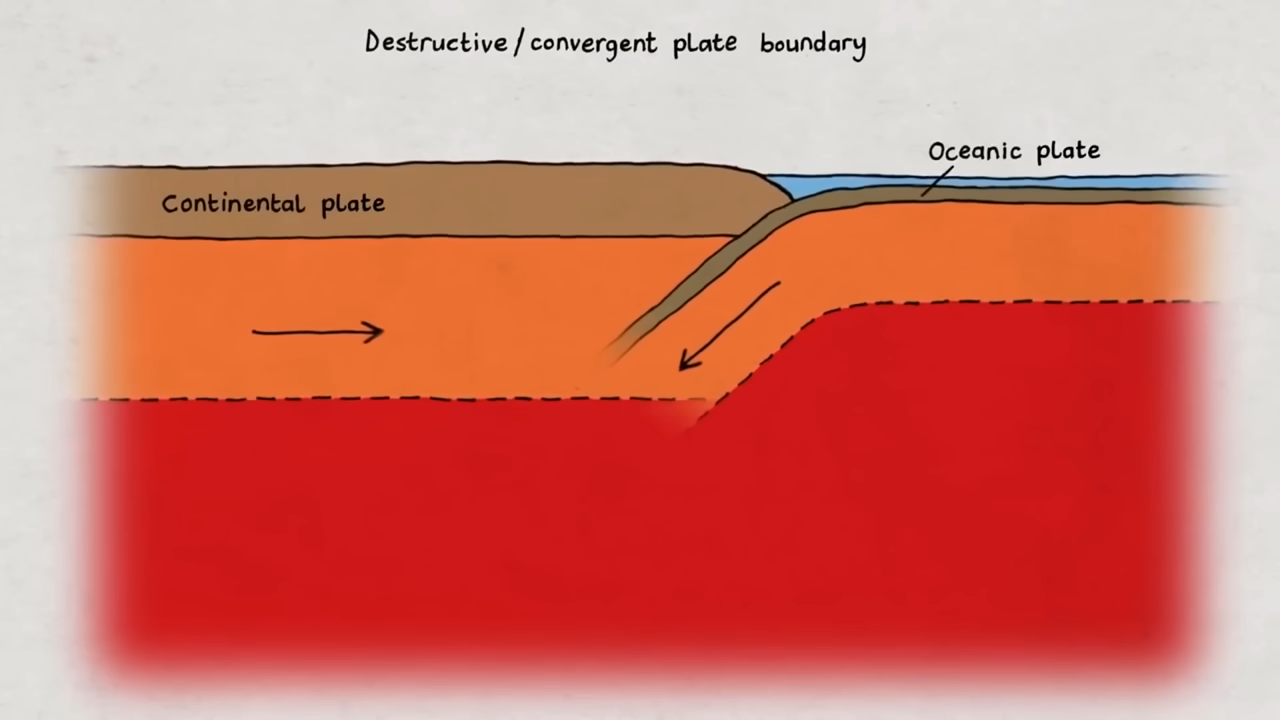 Destructive/convergent plate boundary
Oceanic plate
Continental plate